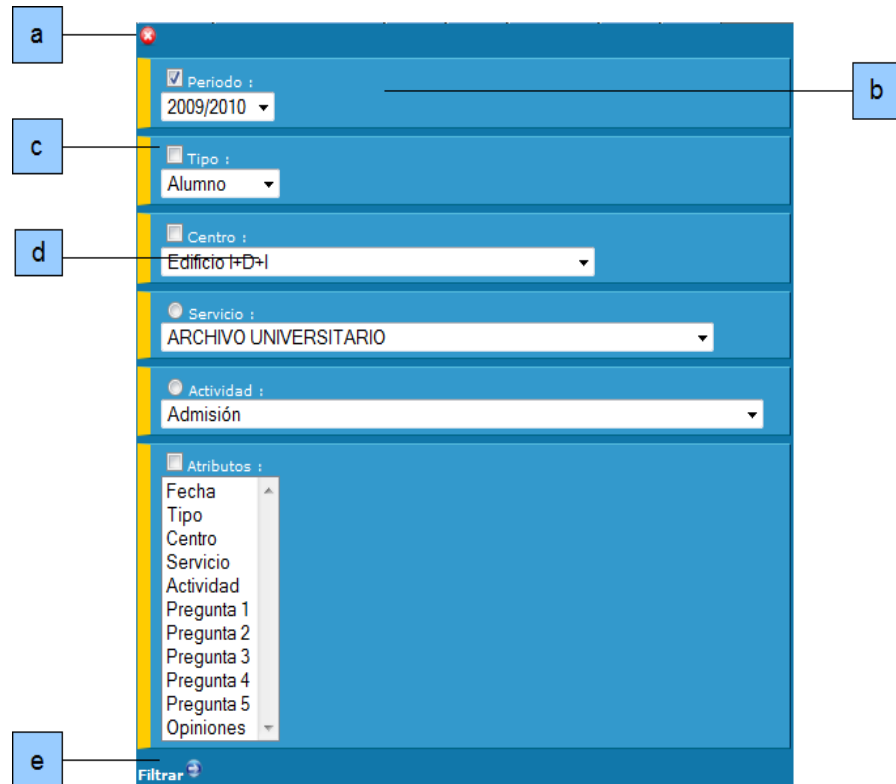 a
Periodo :
b
2009/2010
c
Tipo :
Alumno
Centro :
d
Edificio I+D+I
Servicio :
ARCHIVO UNIVERSITARIO
Actividad :
Admisión
Atributos :
Fecha
Tipo
Centro
Servicio
Actividad
Pregunta 1
Pregunta 2
Pregunta 3
Pregunta 4
Pregunta 5
Opiniones
e
Filtrar